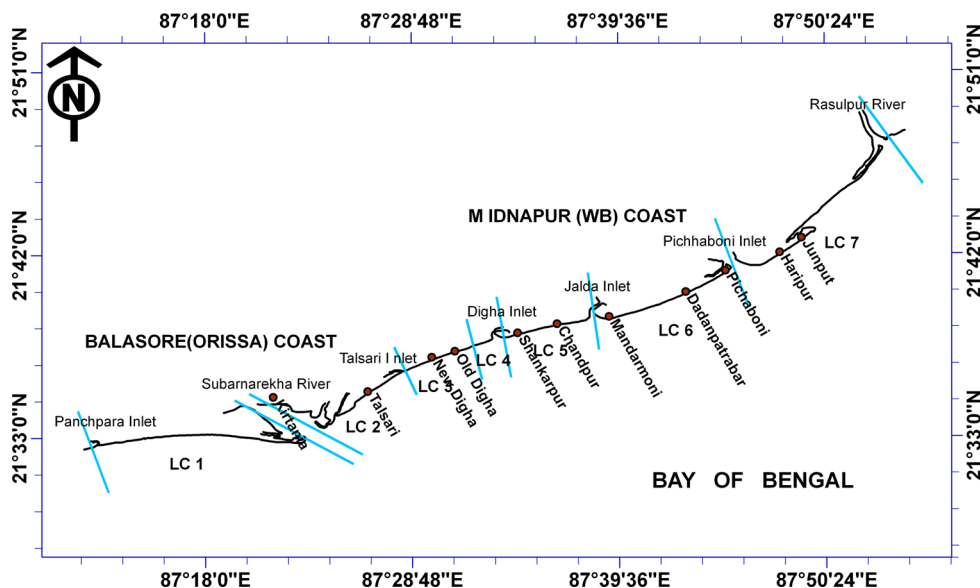 87°18'0"E 87°28'48"E 87°39'36"E 87°50'24"E
21°51'0"N
21°51'0"N
N
Rasulpur River
M IDNAPUR (WB) COAST
Pichhaboni Inlet
LC 7
Junput
Haripur
21°42'0"N
21°42'0"N
Pichaboni
Jalda Inlet
Dadanpatrabar
LC 6
Digha Inlet
Mandarmoni
Chandpur
LC 5
Shankarpur
BALASORE(ORISSA) COAST
Talsari I nlet
LC 4
Old Digha
New Digha
LC 3
Subarnarekha River
Kirtania
Talsari
LC 2
Panchpara Inlet
21°33'0"N
21°33'0"N
LC 1
BAY OF BENGAL
87°18'0"E 87°28'48"E 87°39'36"E 87°50'24"E